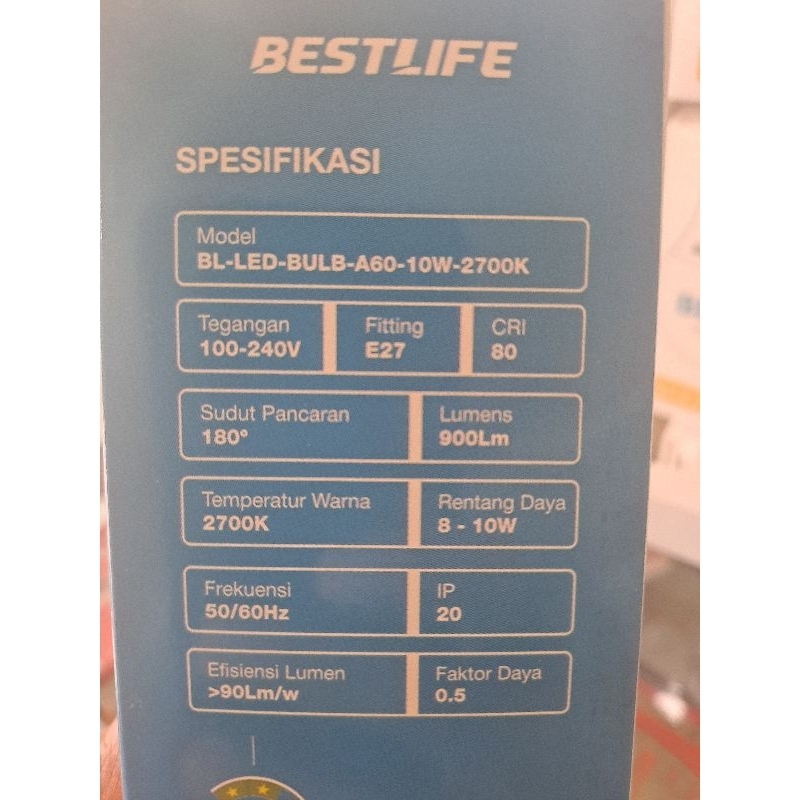 BESTLIFE
SPESIFIKASI
Model
BL-LED-BULB-A60-10W-2700K
Tegangan
100-240V
Fitting
E27
CRI
80
Sudut Pancaran
180°
Lumens
900Lm
Temperatur Warna
2700K
Rentang Daya
8 - 10W
Frekuensi
50/60Hz
IP
20
Efisiensi Lumen
>90Lm/w
Faktor Daya
0.5